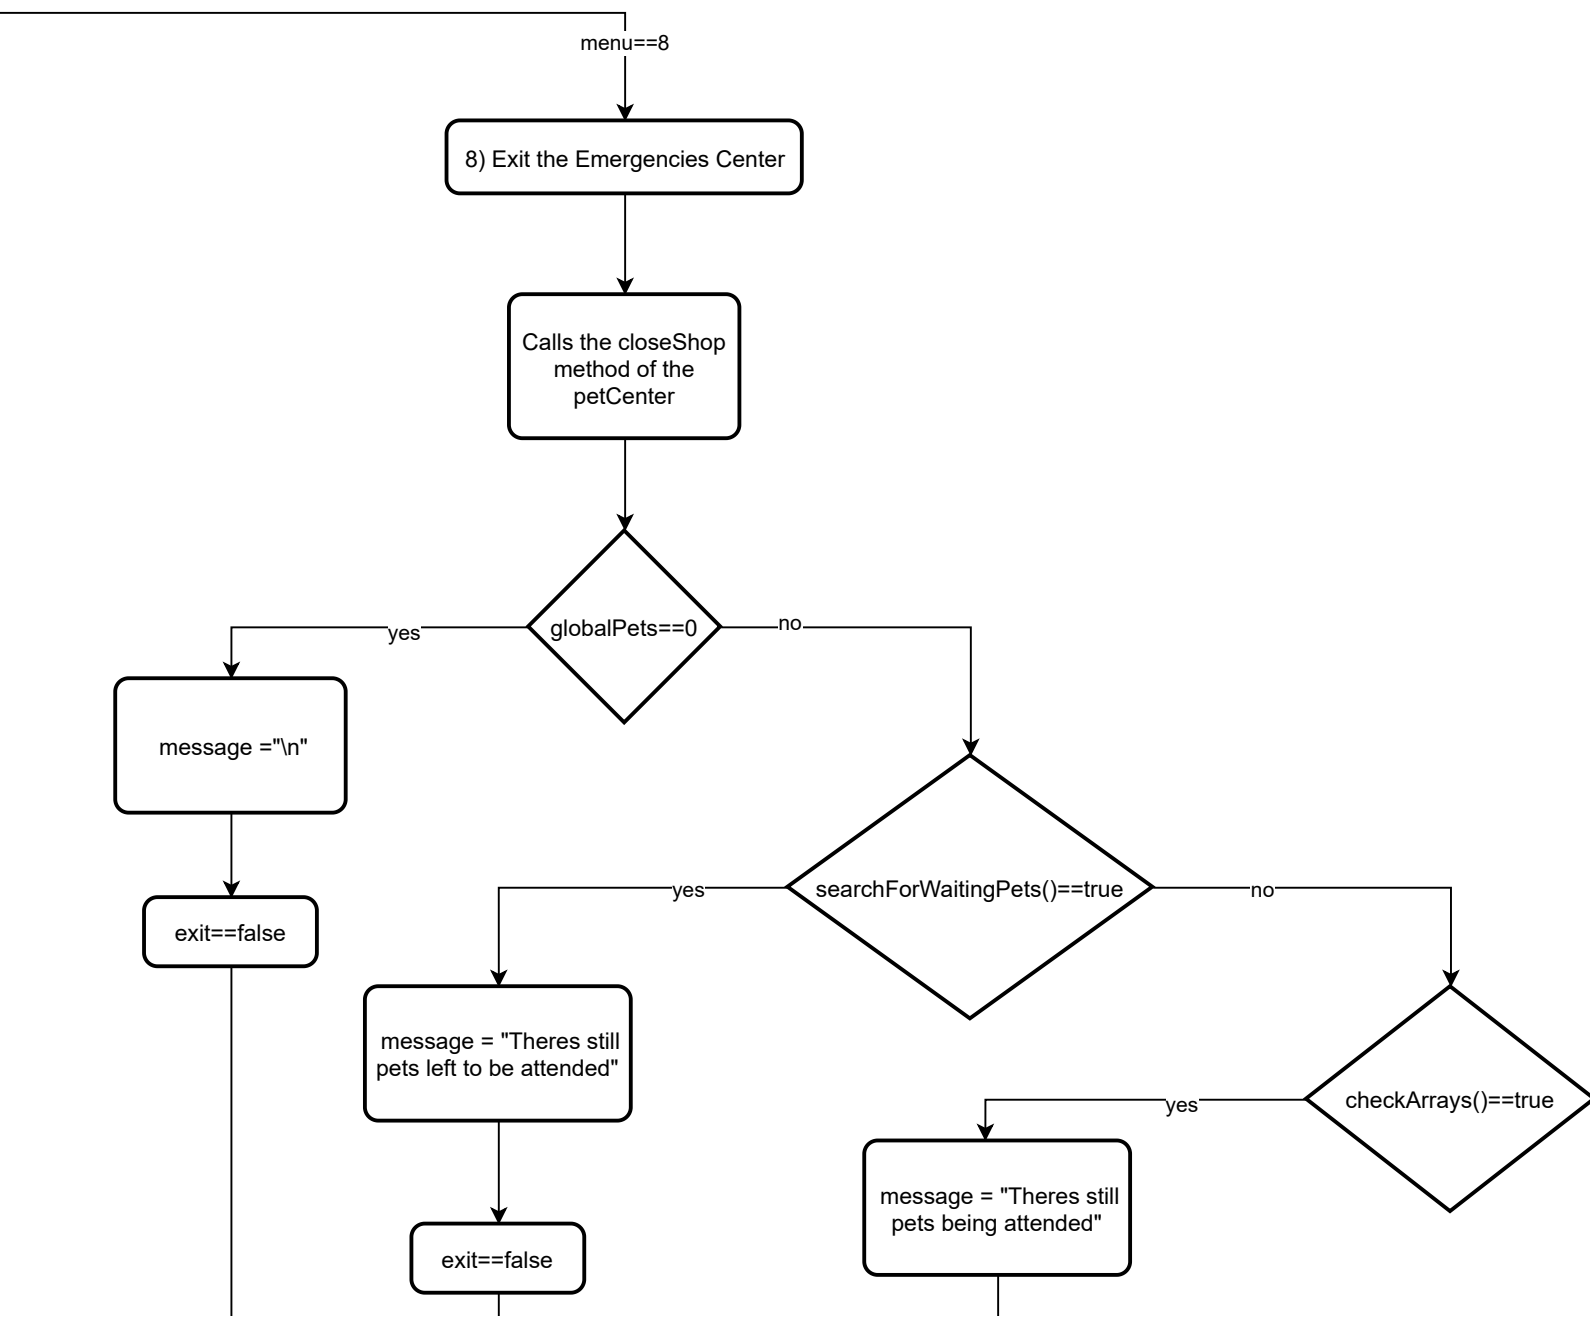 menu==8
8) Exit the Emergencies Center
Calls the closeShop
method of the
petCenter
globalPets==0
yes
no
message ="\n"
exit==false
searchForWaitingPets()==true
yes
no
message = "Theres still
pets left to be attended"
exit==false
checkArrays()==true
yes
message = "Theres still
pets being attended"